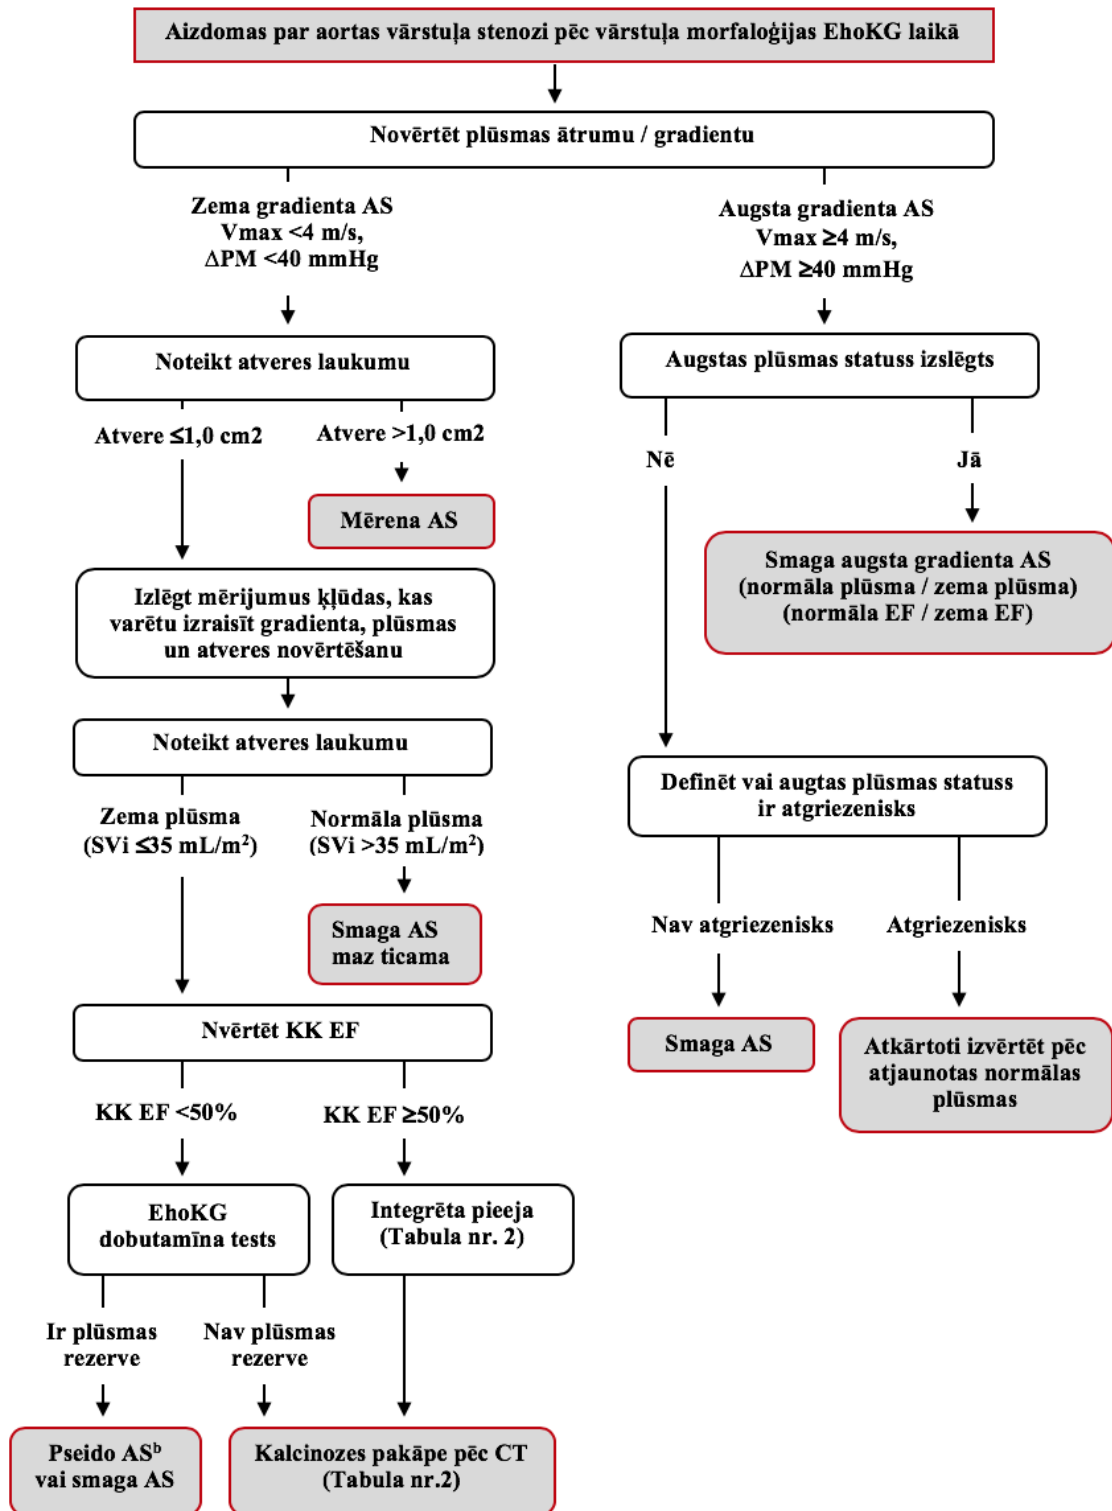 Aizdomas par aortas vārstuļa stenozi pēc vārstuļa morfaloģijas EhoKG laikā
Novērtēt plūsmas ātrumu / gradientu
Zema gradienta AS
Vmax <4 m/s,
ΔPM <40 mmHg
Augsta gradienta AS
Vmax ≥4 m/s,
ΔPM ≥40 mmHg
Noteikt atveres laukumu
Augstas plūsmas statuss izslēgts
Atvere ≤1,0 cm2
Atvere >1,0 cm2
Nē
Jā
Mērena AS
Smaga augsta gradienta AS
(normāla plūsma / zema plūsma)
(normāla EF / zema EF)
Izlēgt mērijumus ķļūdas, kas
varētu izraisīt gradienta, plūsmas
un atveres novērtēšanu
Noteikt atveres laukumu
Definēt vai augtas plūsmas statuss
ir atgriezenisks
Zema plūsma
(SVi ≤35 mL/m²)
Normāla plūsma
(SVi >35 mL/m²)
Smaga AS
maz ticama
Nav atgriezenisks
Atgriezenisks
Nvērtēt KK EF
Smaga AS
Atkārtoti izvērtēt pēc
atjaunotas normālas
plūsmas
KK EF <50%
KK EF ≥50%
EhoKG
dobutamīna tests
Integrēta pieeja
(Tabula nr. 2)
Ir plūsmas
rezerve
Nav plūsmas
rezerve
Pseido ASᵇ
vai smaga AS
Kalcinozes pakāpe pēc CT
(Tabula nr.2)